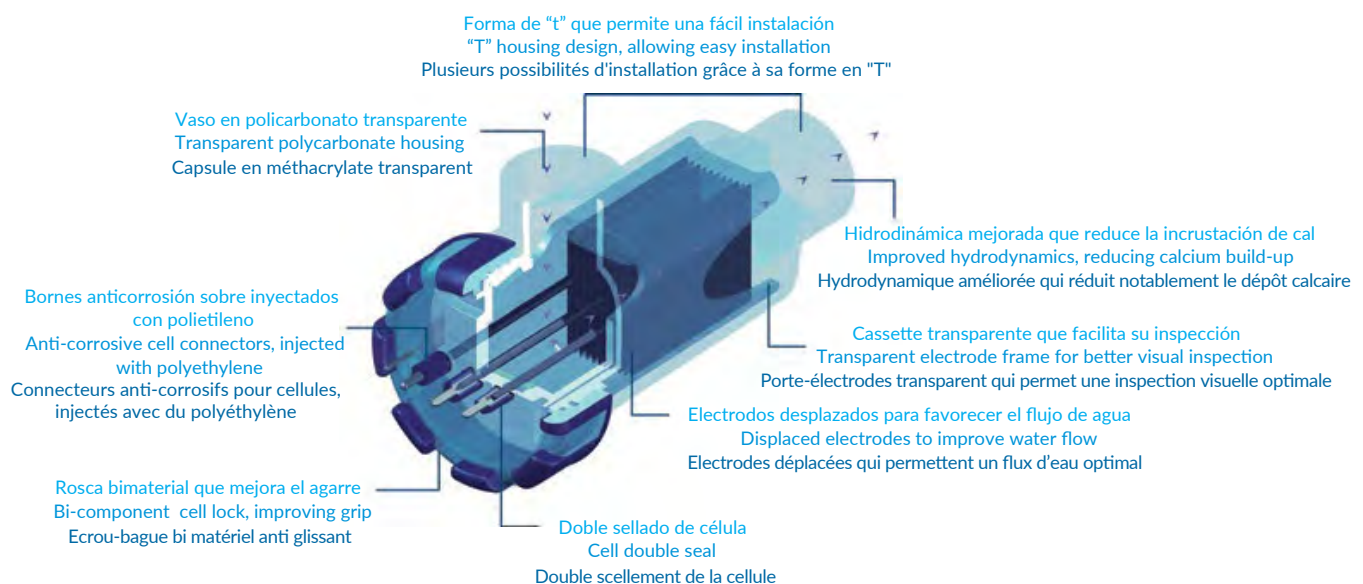 Forma de “t” que permite una fácil instalación
“T” housing design, allowing easy installation
Plusieurs possibilités d'installation grâce à sa forme en "T"
Vaso en policarbonato transparente
Transparent polycarbonate housing
Capsule en méthacrylate transparent
Hidrodinámica mejorada que reduce la incrustación de cal
Improved hydrodynamics, reducing calcium build-up
Hydrodynamique améliorée qui réduit notablement le dépôt calcaire
Bornes anticorrosión sobre inyectados
con polietileno
Anti-corrosive cell connectors, injected
with polyethylene
Connecteurs anti-corrosifs pour cellules,
injectés avec du polyéthylène
Cassette transparente que facilita su inspección
Transparent electrode frame for better visual inspection
Porte-électrodes transparent qui permet une inspection visuelle optimale
Electrodos desplazados para favorecer el flujo de agua
Displaced electrodes to improve water flow
Electrodes déplacées qui permettent un flux d’eau optimal
Rosca bimaterial que mejora el agarre
Bi-component cell lock, improving grip
Ecrou-bague bi matériel anti glissant
Doble sellado de célula
Cell double seal
Double scellement de la cellule